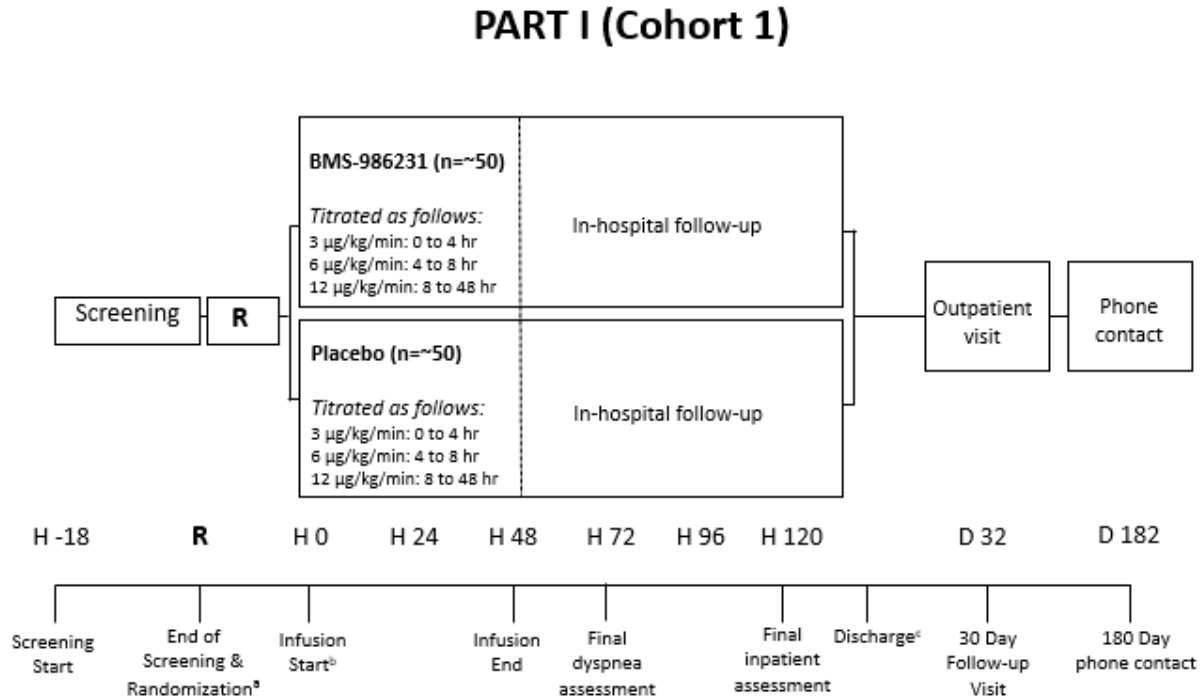 PART I (Cohort 1)
BMS-986231 (n=~50)
Titrated as follows:
3 µg/kg/min: 0 to 4 hr
6 µg/kg/min: 4 to 8 hr
12 µg/kg/min: 8 to 48 hr
In-hospital follow-up
Screening
R
Placebo (n=~50)
Titrated as follows:
3 µg/kg/min: 0 to 4 hr
6 µg/kg/min: 4 to 8 hr
12 µg/kg/min: 8 to 48 hr
In-hospital follow-up
Outpatient
visit
Phone
contact
H -18 R H 0 H 24 H 48 H 72 H 96 H 120 D 32 D 182
Screening
Start
End of
Screening &
Randomizationᵃ
Infusion
Startᵇ
Infusion
End
Final
dyspnea
assessment
Final
inpatient
assessment
Dischargeᶜ
30 Day
Follow-up
Visit
180 Day
phone contact